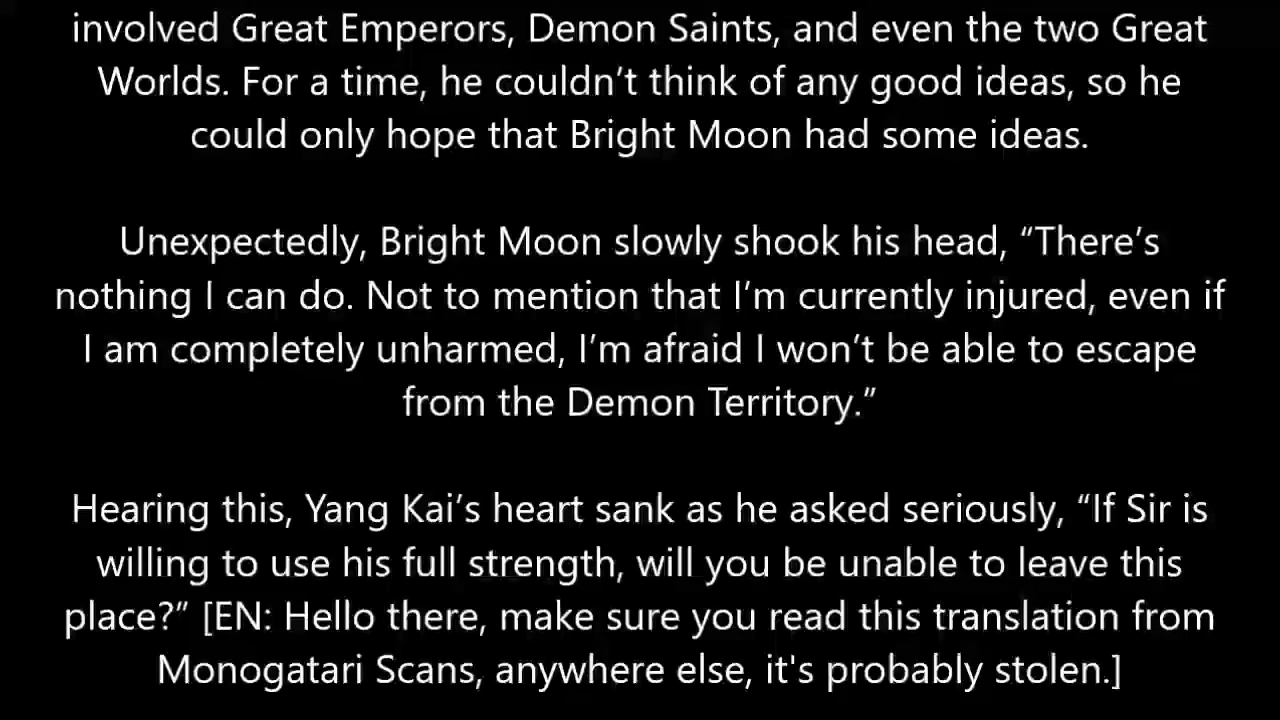 involved Great Emperors, Demon Saints, and even the two Great
Worlds. For a time, he couldn’t think of any good ideas, so he
could only hope that Bright Moon had some ideas.
Unexpectedly, Bright Moon slowly shook his head, “There’s
nothing I can do. Not to mention that I’m currently injured, even if
I am completely unharmed, I’m afraid I won’t be able to escape
from the Demon Territory.”
Hearing this, Yang Kai’s heart sank as he asked seriously, “If Sir is
willing to use his full strength, will you be unable to leave this
place?” [EN: Hello there, make sure you read this translation from
Monogatari Scans, anywhere else, it's probably stolen.]